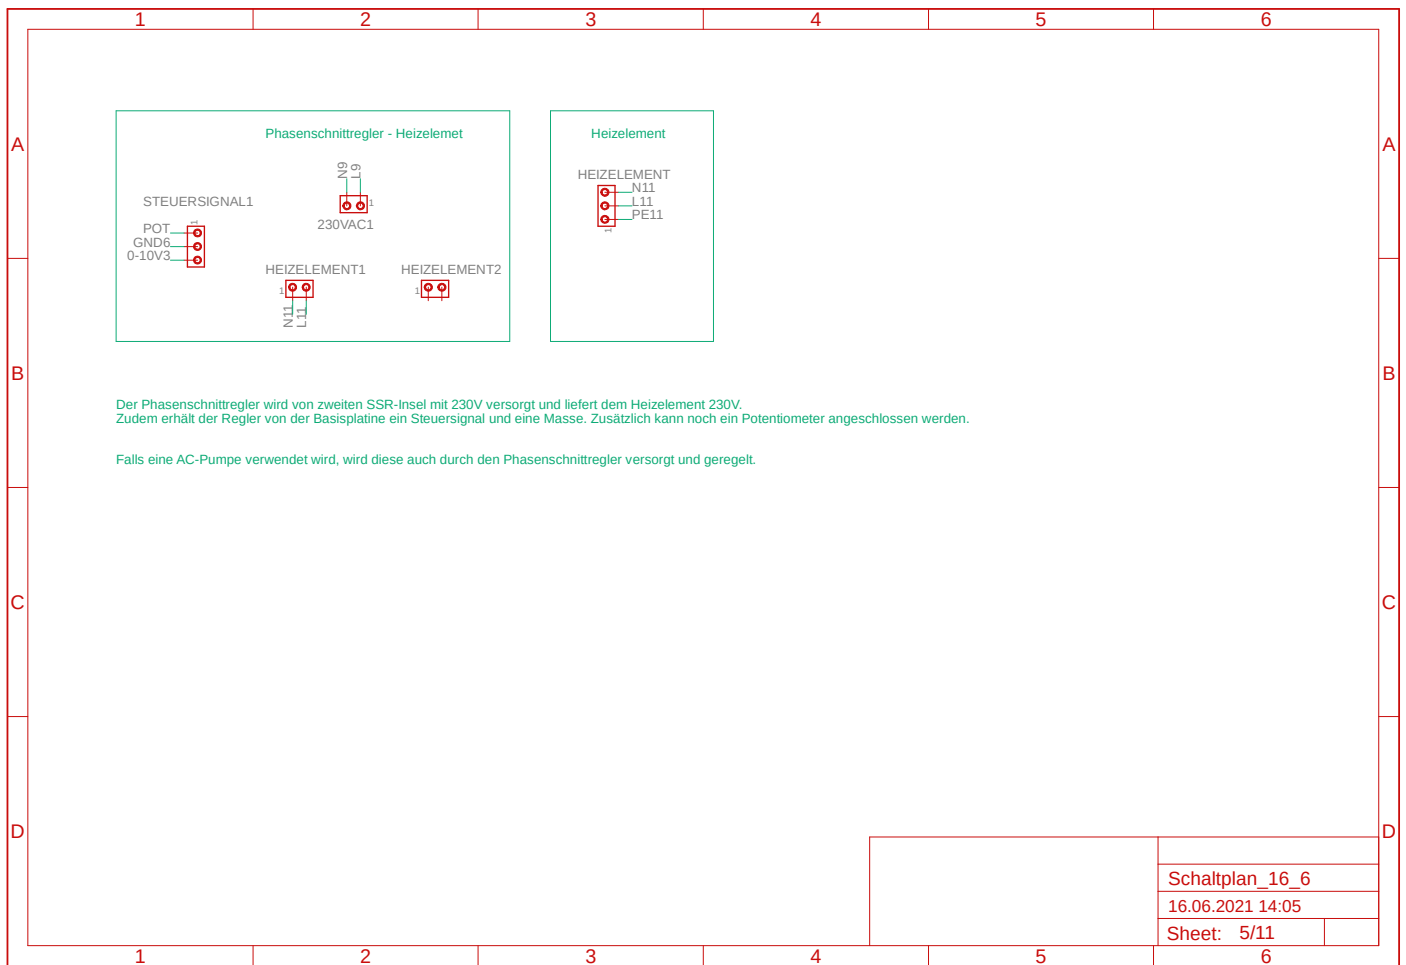 1 2 3 4 5 6
A A
Phasenschnittregler - Heizelemet
Heizelement
N9
L9
1
230VAC1
STEUERSIGNAL1
1
POT
GND6
0-10V3
HEIZELEMENT
N11
L11
PE11
1
HEIZELEMENT1
1
N11
L11
HEIZELEMENT2
1
B B
Der Phasenschnittregler wird von zweiten SSR-Insel mit 230V versorgt und liefert dem Heizelement 230V.
Zudem erhält der Regler von der Basisplatine ein Steuersignal und eine Masse. Zusätzlich kann noch ein Potentiometer angeschlossen werden.
Falls eine AC-Pumpe verwendet wird, wird diese auch durch den Phasenschnittregler versorgt und geregelt.
C C
D D
Schaltplan_16_6
16.06.2021 14:05
Sheet: 5/11
1 2 3 4 5 6